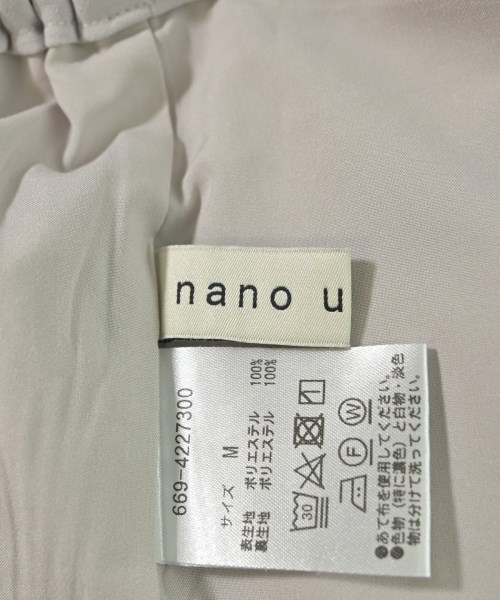 nano u
669-4227300
サイズ M
表生地 ポリエステル 100%
裏生地 ポリエステル 100%
30
F
W
●あて布を使用してください。
●色物(特に濃色)と白物・淡色
物は分けて洗ってください。